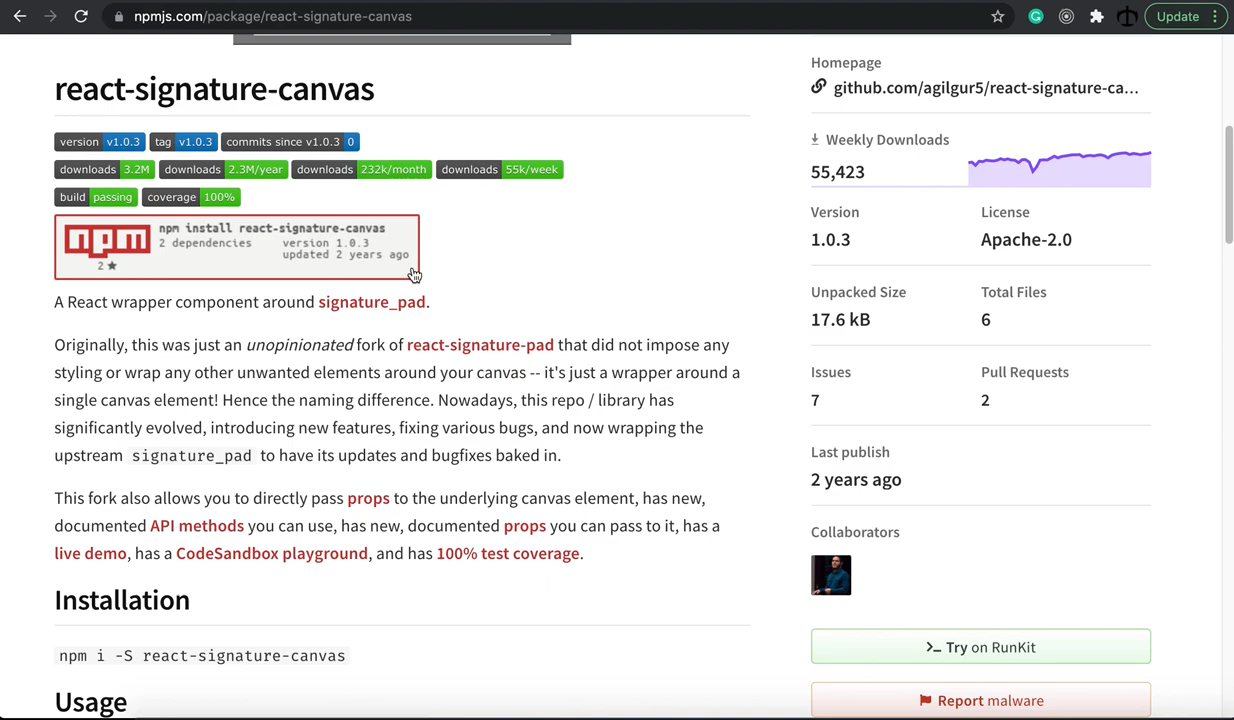 npmjs.com/package/react-signature-canvas
Update
react-signature-canvas
version v1.0.3 tag v1.0.3 commits since v1.0.3 0
downloads 3.2M downloads 2.3M/year downloads 232k/month downloads 55k/week
build passing coverage 100%
npm
npm install react-signature-canvas
2 dependencies version 1.0.3
updated 2 years ago
2 ★
A React wrapper component around signature_pad.
Originally, this was just an unopinionated fork of react-signature-pad that did not impose any
styling or wrap any other unwanted elements around your canvas -- it's just a wrapper around a
single canvas element! Hence the naming difference. Nowadays, this repo / library has
significantly evolved, introducing new features, fixing various bugs, and now wrapping the
upstream signature_pad to have its updates and bugfixes baked in.
This fork also allows you to directly pass props to the underlying canvas element, has new,
documented API methods you can use, has new, documented props you can pass to it, has a
live demo, has a CodeSandbox playground, and has 100% test coverage.
Installation
npm i -S react-signature-canvas
Usage
Homepage
github.com/agilgur5/react-signature-ca...
Weekly Downloads
55,423
Version License
1.0.3 Apache-2.0
Unpacked Size Total Files
17.6 kB 6
Issues Pull Requests
7 2
Last publish
2 years ago
Collaborators
Try on RunKit
Report malware